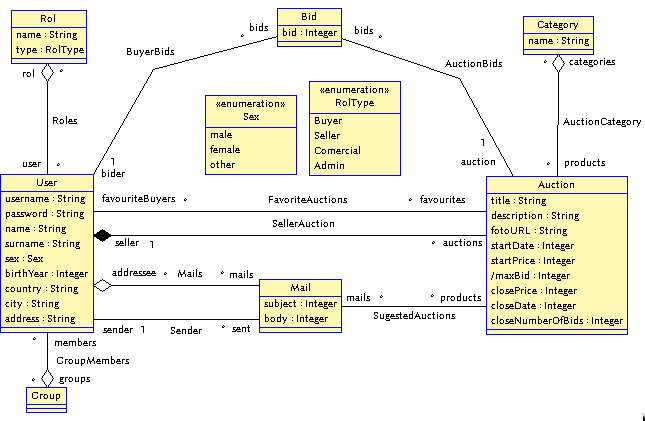 Rol
name : String
type : RolType
rol
*
Roles
user
*
Bid
bid : Integer
bids
*
bids
*
BuyerBids
AuctionBids
1
bider
1
auction
Category
name : String
*
categories
AuctionCategory
*
products
«enumeration»
Sex
male
female
other
«enumeration»
RolType
Buyer
Seller
Comercial
Admin
User
username : String
password : String
name : String
surname : String
sex : Sex
birthYear : Integer
country : String
city : String
address : String
favouriteBuyers
*
FavoriteAuctions
*
favourites
SellerAuction
seller
1
*
auctions
addressee
*
Mails
*
mails
Mail
subject : Integer
body : Integer
mails
*
*
products
SugestedAuctions
sender
1
Sender
*
sent
Auction
title : String
description : String
fotoURL : String
startDate : Integer
startPrice : Integer
/maxBid : Integer
closePrice : Integer
closeDate : Integer
closeNumberOfBids : Integer
*
members
GroupMembers
*
groups
Group